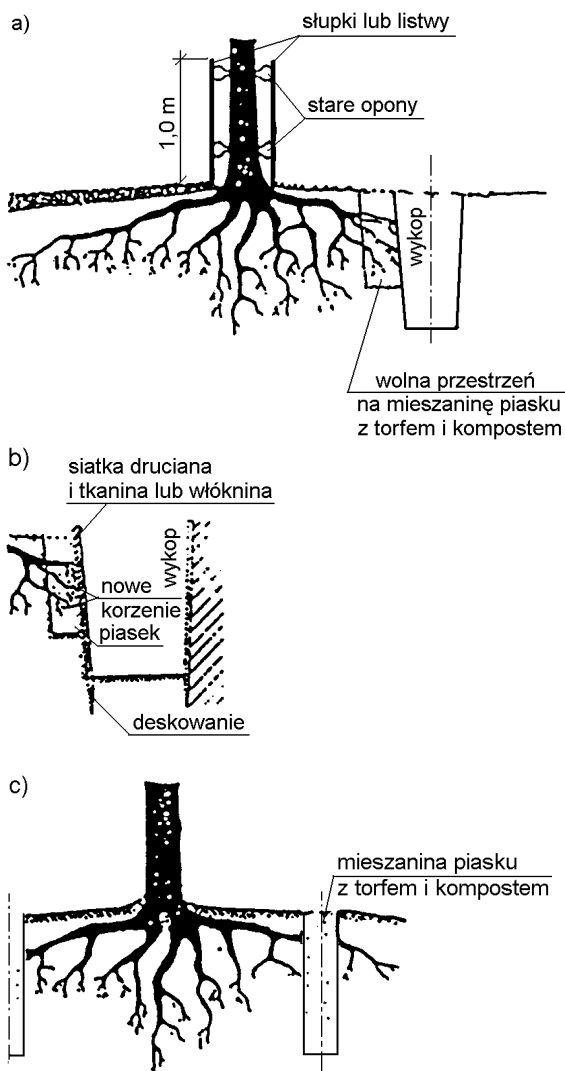 a)
słupki lub listwy
1,0 m
stare opony
wykop
wolna przestrzeń
na mieszaninę piasku
z torfem i kompostem
b)
siatka druciana
i tkanina lub włóknina
wykop
nowe
korzenie
piasek
deskowanie
c)
mieszanina piasku
z torfem i kompostem